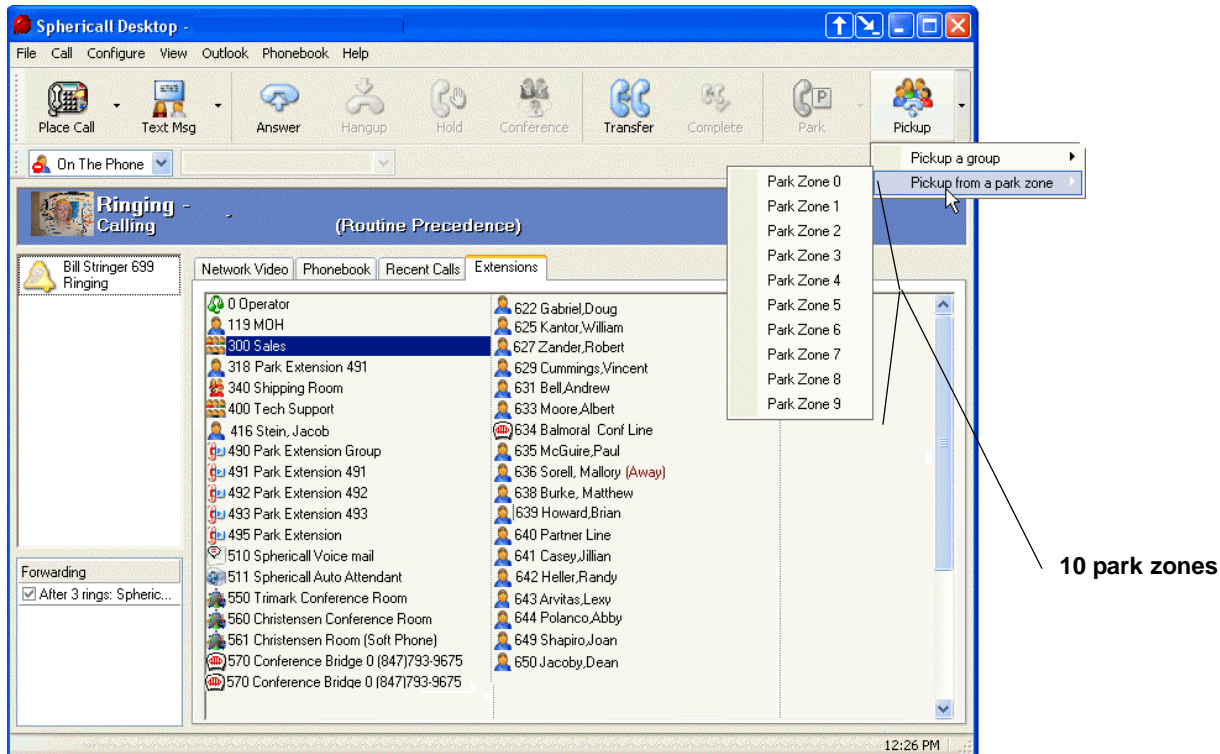 Sphericall Desktop -
File Call Configure View Outlook Phonebook Help
Place Call Text Msg Answer Hangup Hold Conference Transfer Complete Park Pickup
On The Phone
Pickup a group
Pickup from a park zone
Park Zone 0
Park Zone 1
Park Zone 2
Park Zone 3
Park Zone 4
Park Zone 5
Park Zone 6
Park Zone 7
Park Zone 8
Park Zone 9
Ringing -
Calling (Routine Precedence)
Bill Stringer 699
Ringing
Network Video Phonebook Recent Calls Extensions
0 Operator
119 MOH
300 Sales
318 Park Extension 491
340 Shipping Room
400 Tech Support
416 Stein, Jacob
490 Park Extension Group
491 Park Extension 491
492 Park Extension 492
493 Park Extension 493
495 Park Extension
510 Sphericall Voice mail
511 Sphericall Auto Attendant
550 Trimark Conference Room
560 Christensen Conference Room
561 Christensen Room (Soft Phone)
570 Conference Bridge 0 (847)793-9675
570 Conference Bridge 0 (847)793-9675
622 Gabriel,Doug
625 Kantor,William
627 Zander,Robert
629 Cummings,Vincent
631 Bell,Andrew
633 Moore,Albert
634 Balmoral Conf Line
635 McGuire,Paul
636 Sorell, Mallory (Away)
638 Burke, Matthew
639 Howard,Brian
640 Partner Line
641 Casey,Jillian
642 Heller,Randy
643 Arvitas,Lexy
644 Polanco,Abby
649 Shapiro,Joan
650 Jacoby,Dean
Forwarding
After 3 rings: Spheric...
10 park zones
12:26 PM